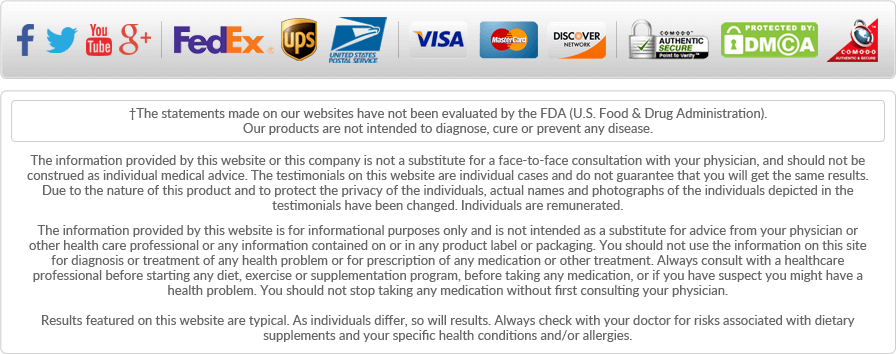 f You Tube g+ FedEx® ups UNITED STATES POSTAL SERVICE VISA MasterCard DISCOVER NETWORK COMODO AUTHENTIC & SECURE Point to Verify™ PROTECTED BY: DMCA COMODO AUTHENTIC & SECURE
†The statements made on our websites have not been evaluated by the FDA (U.S. Food & Drug Administration).
Our products are not intended to diagnose, cure or prevent any disease.
The information provided by this website or this company is not a substitute for a face-to-face consultation with your physician, and should not be
construed as individual medical advice. The testimonials on this website are individual cases and do not guarantee that you will get the same results.
Due to the nature of this product and to protect the privacy of the individuals, actual names and photographs of the individuals depicted in the
testimonials have been changed. Individuals are remunerated.
The information provided by this website is for informational purposes only and is not intended as a substitute for advice from your physician or
other health care professional or any information contained on or in any product label or packaging. You should not use the information on this site
for diagnosis or treatment of any health problem or for prescription of any medication or other treatment. Always consult with a healthcare
professional before starting any diet, exercise or supplementation program, before taking any medication, or if you have suspect you might have a
health problem. You should not stop taking any medication without first consulting your physician.
Results featured on this website are typical. As individuals differ, so will results. Always check with your doctor for risks associated with dietary
supplements and your specific health conditions and/or allergies.